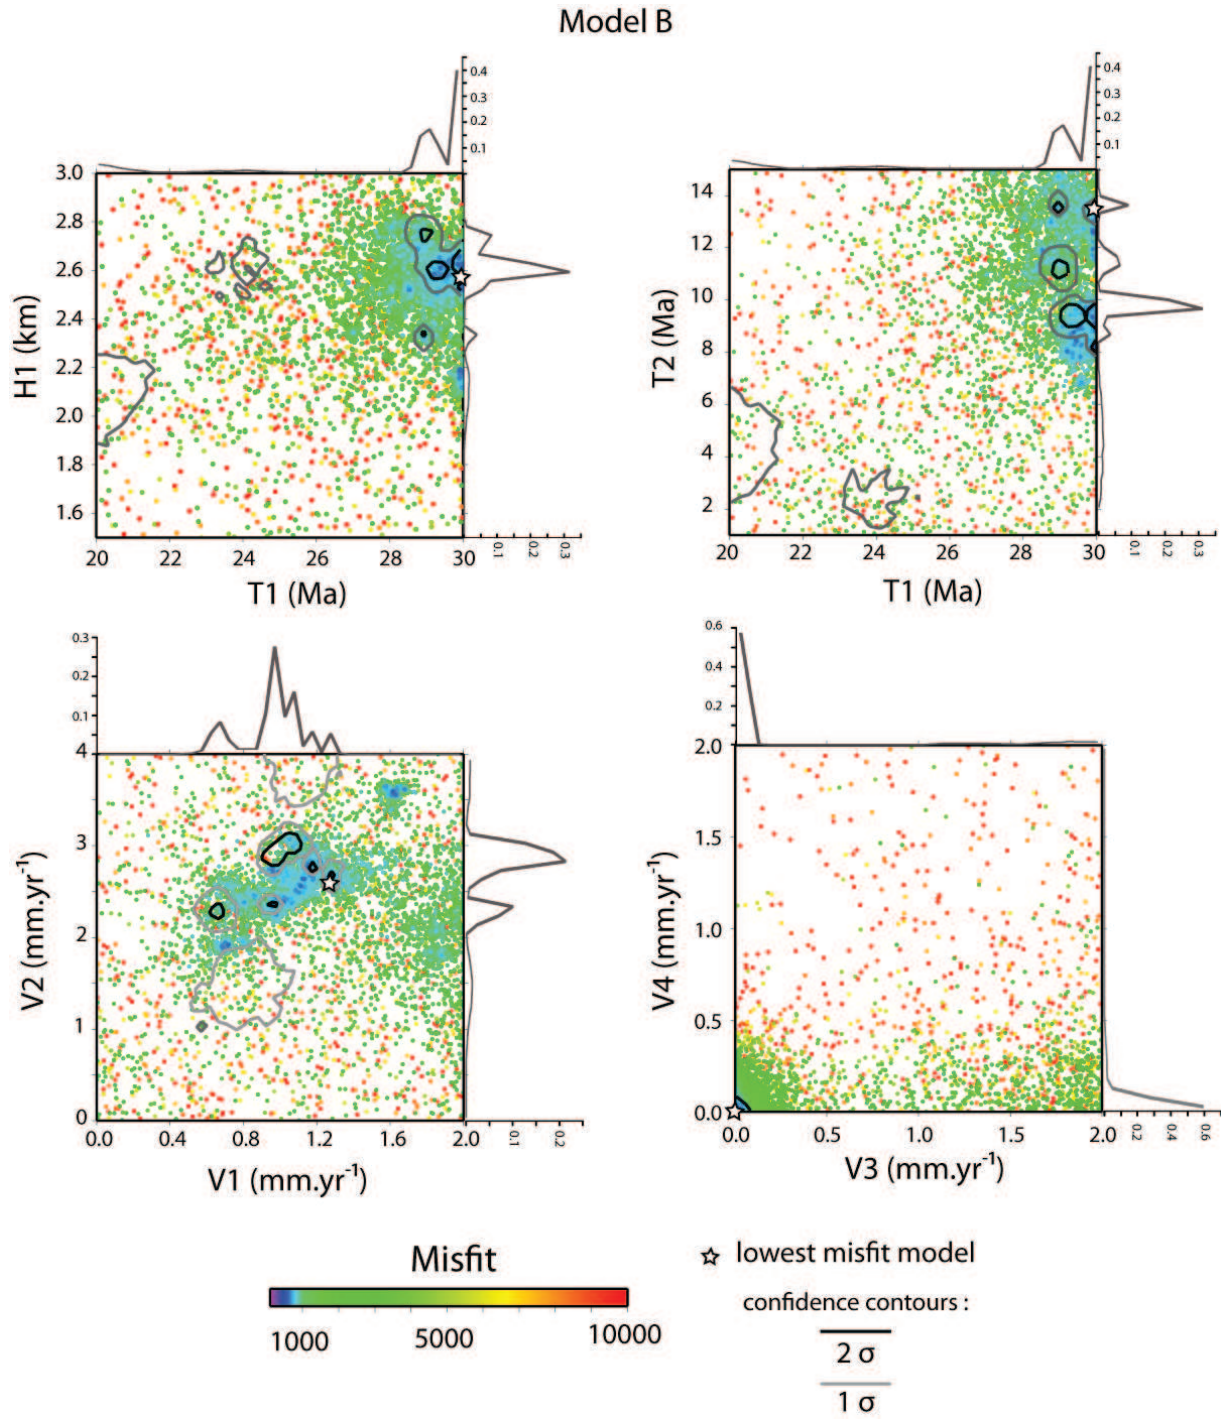 Model B
0.4
0.3
0.2
0.1
3.0
2.8
2.6
2.4
2.2
2.0
1.8
1.6
H1 (km)
20 22 24 26 28 30
0.1 0.2 0.3
T1 (Ma)
0.4
0.3
0.2
0.1
14
12
10
8
6
4
2
T2 (Ma)
20 22 24 26 28 30
0.1 0.2 0.3
T1 (Ma)
0.3
0.2
0.1
4
3
2
1
0
V2 (mm.yr-1)
0.0 0.4 0.8 1.2 1.6 2.0
0.1 0.2
V1 (mm.yr-1)
0.6
0.4
0.2
2.0
1.5
1.0
0.5
0.0
V4 (mm.yr-1)
0.0 0.5 1.0 1.5 2.0
0.2 0.4 0.6
V3 (mm.yr-1)
Misfit
1000 5000 10000
lowest misfit model
confidence contours :
2 σ
1 σ